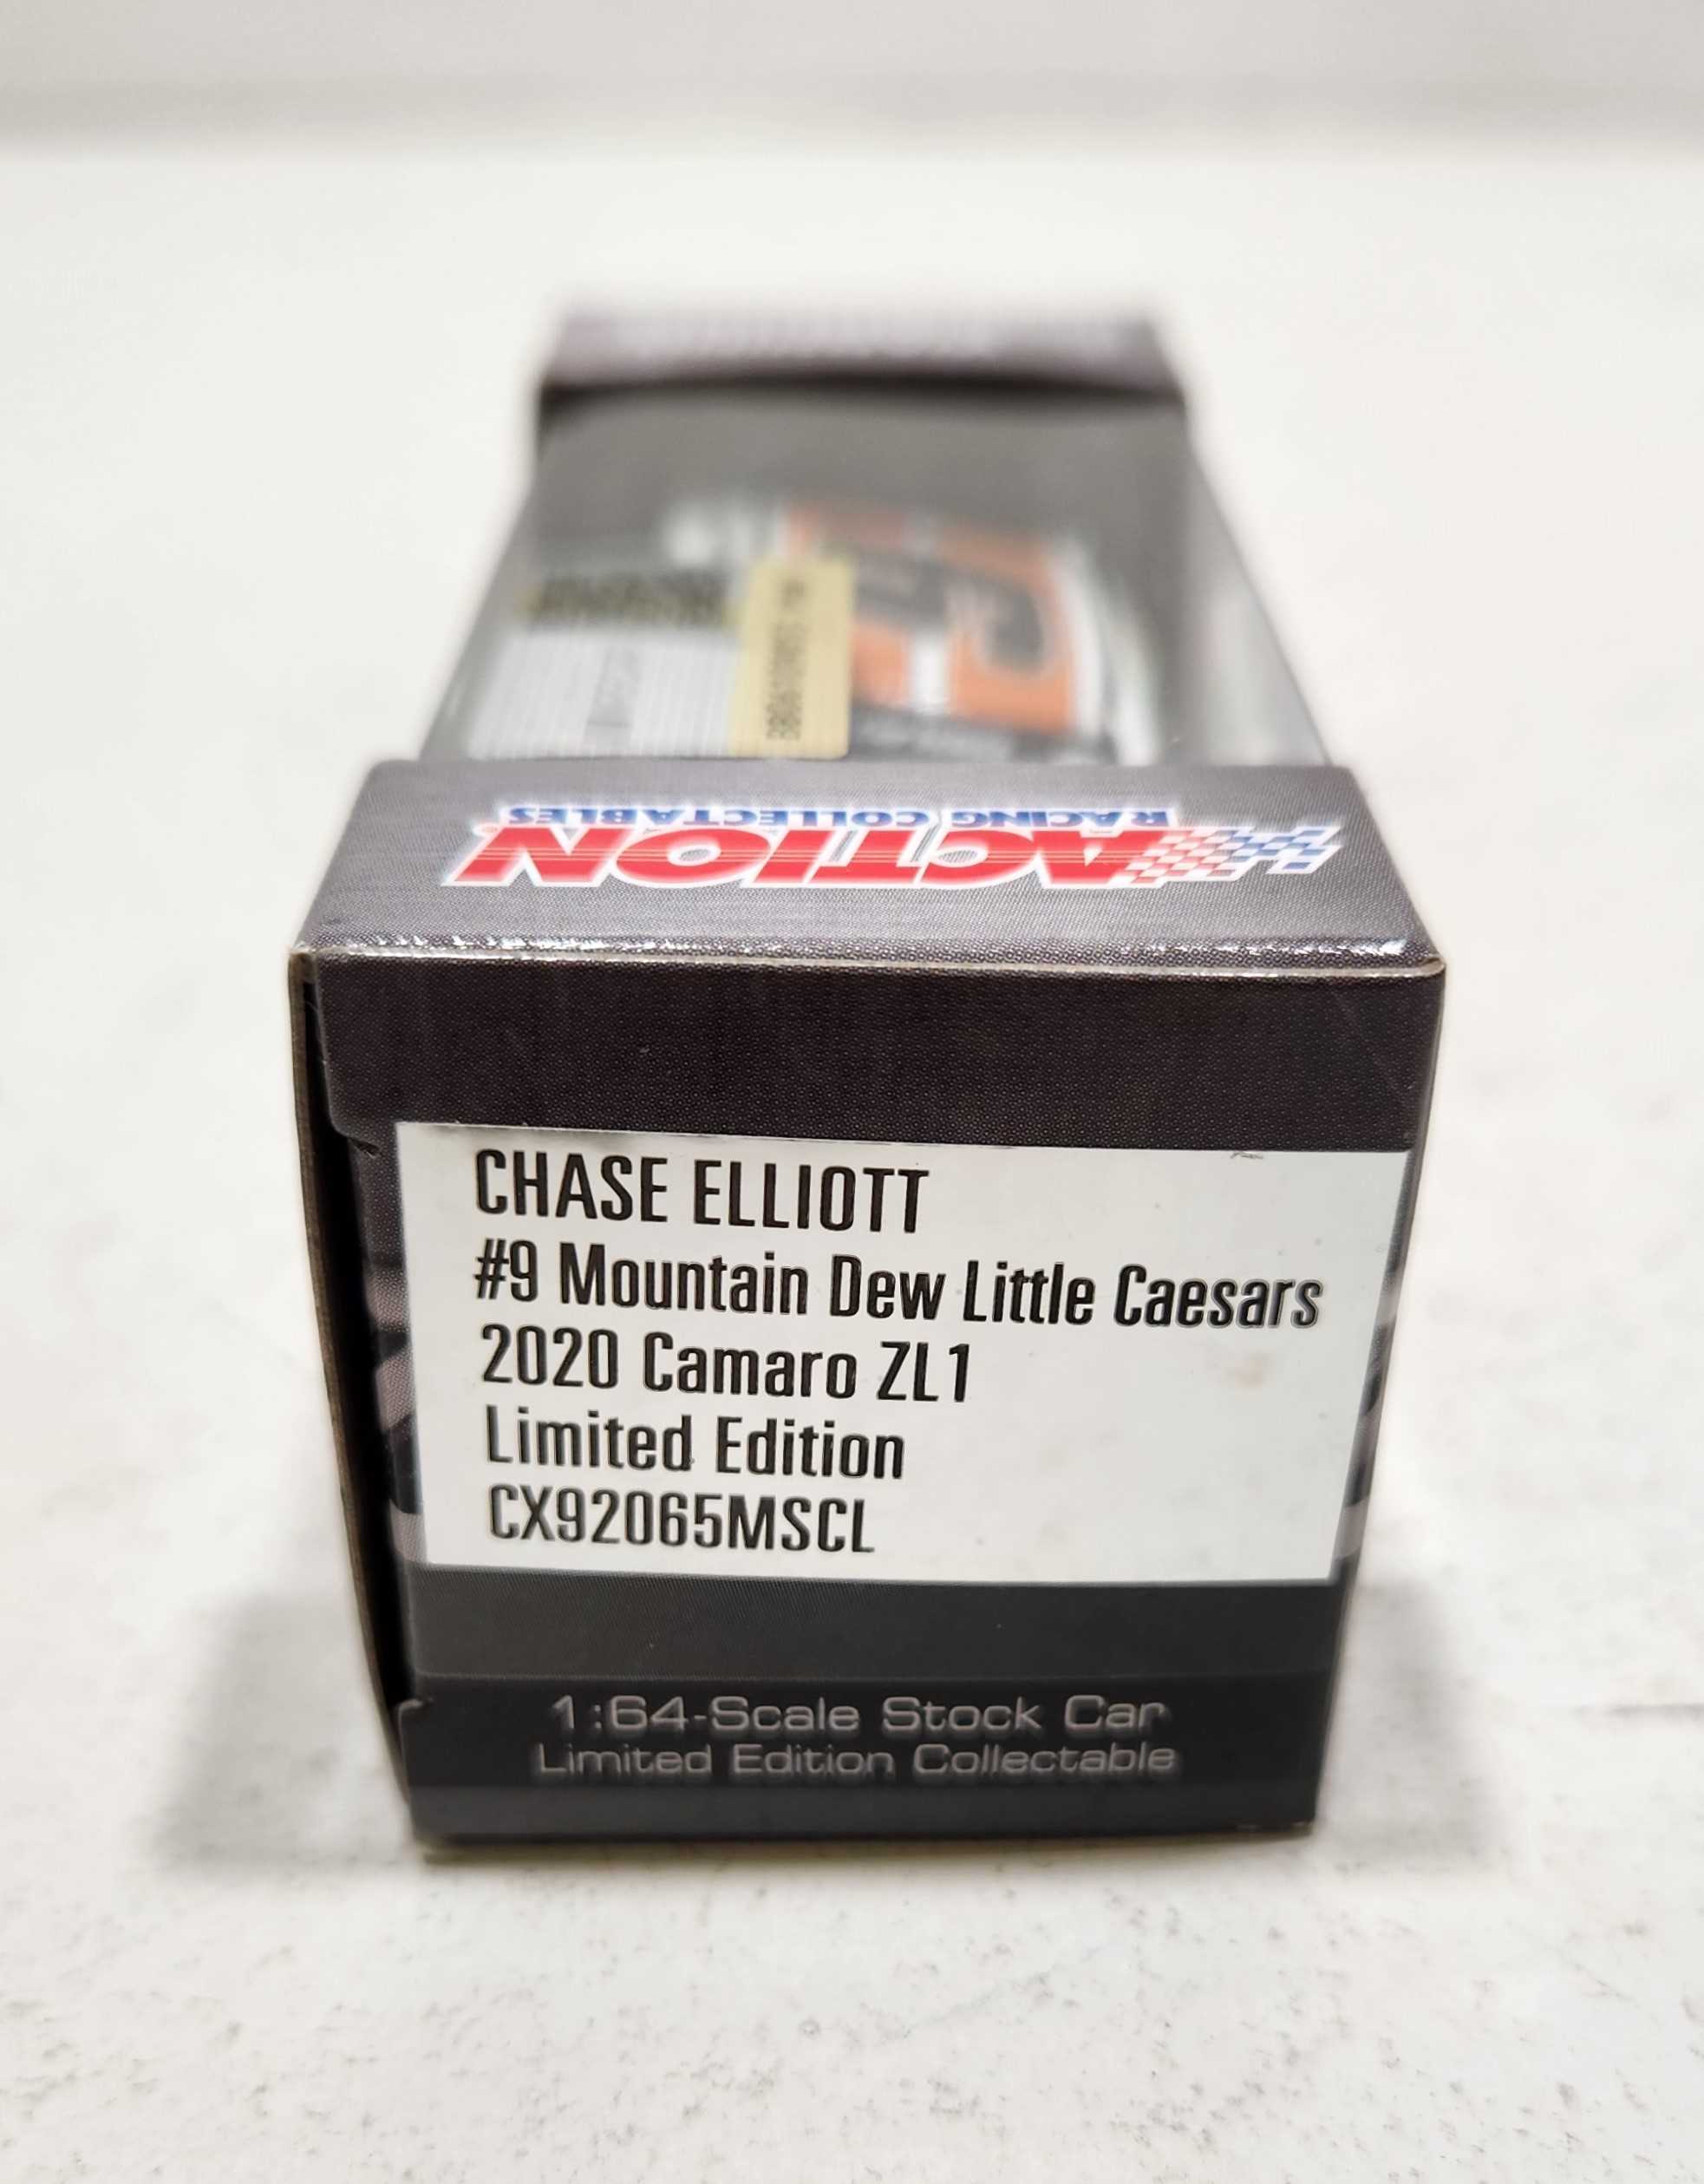 ACTION
RACING COLLECTABLES
CHASE ELLIOTT
#9 Mountain Dew Little Caesars
2020 Camaro ZL1
Limited Edition
CX92065MSCL
1:64-Scale Stock Car
Limited Edition Collectable